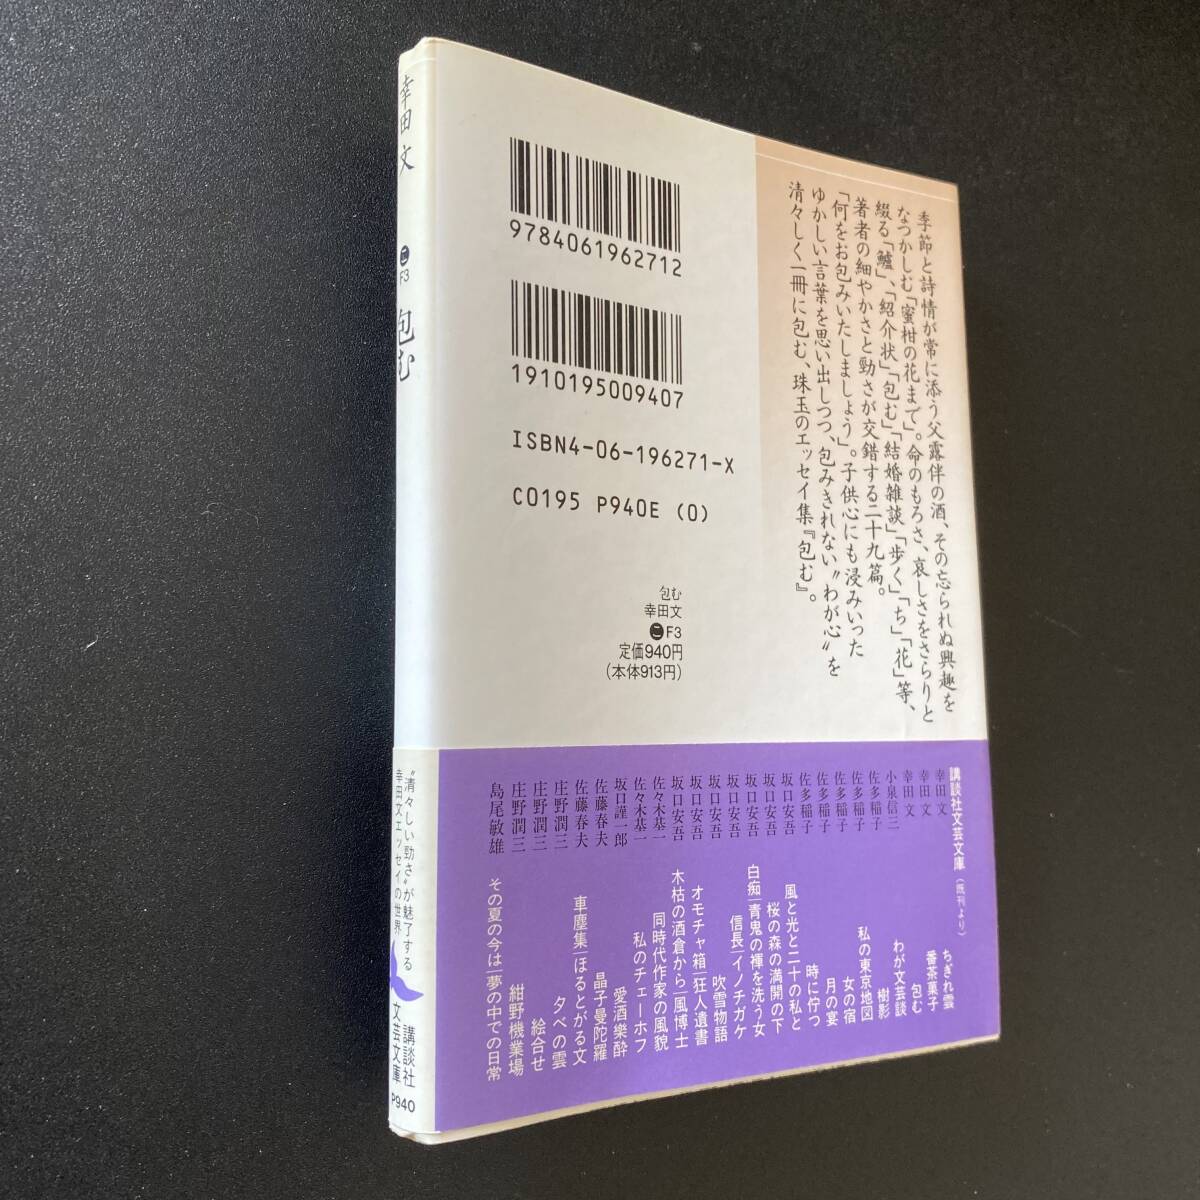 幸田文
こ
F3
包む
“清々しい勁さ”が魅了する
幸田文エッセイの世界
講談社
文芸文庫
P940
9784061962712
1910195009407
ISBN4-06-196271-X
C0195 P940E (0)
包む
幸田文
こF3
定価940円
(本体913円)
季節と詩情が常に添う父露伴の酒、その忘られぬ興趣を
なつかしむ「蜜柑の花まで」。命のもろさ、哀しさをさらりと
綴る「鱸」、「紹介状」「包む」「結婚雑談」「歩く」「ち」「花」等、
著者の細やかさと勁さが交錯する二十九篇。
「何をお包みいたしましょう」。子供心にも浸みいった
ゆかしい言葉を思い出しつつ、包みきれない“わが心”を
清々しく一冊に包む、珠玉のエッセイ集『包む』。
講談社文芸文庫(既刊より)
幸田文 ちぎれ雲
幸田文 番茶菓子
幸田文 包む
小泉信三 わが文芸談
佐多稲子 樹影
佐多稲子 私の東京地図
佐多稲子 女の宿
佐多稲子 月の宴
佐多稲子 時に佇つ
坂口安吾 風と光と二十の私と
坂口安吾 桜の森の満開の下
坂口安吾 白痴|青鬼の褌を洗う女
坂口安吾 信長|イノチガケ
坂口安吾 吹雪物語
坂口安吾 オモチャ箱|狂人遺書
坂口安吾 木枯の酒倉から|風博士
佐々木基一 同時代作家の風貌
佐々木基一 私のチェーホフ
坂口謹一郎 愛酒樂酔
佐藤春夫 晶子曼陀羅
佐藤春夫 車塵集|ほるとがる文
庄野潤三 夕べの雲
庄野潤三 絵合せ
庄野潤三 紺野機業場
島尾敏雄 その夏の今は|夢の中での日常